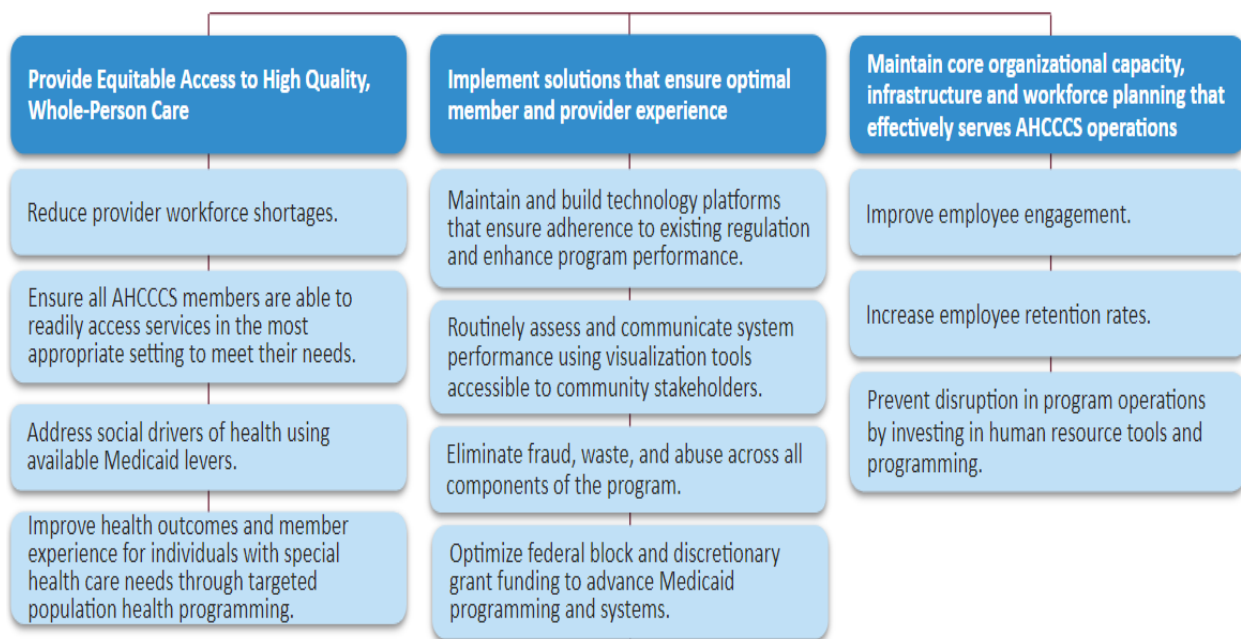 Provide Equitable Access to High Quality,
Whole-Person Care
Reduce provider workforce shortages.
Ensure all AHCCCS members are able to
readily access services in the most
appropriate setting to meet their needs.
Address social drivers of health using
available Medicaid levers.
Improve health outcomes and member
experience for individuals with special
health care needs through targeted
population health programming.
Implement solutions that ensure optimal
member and provider experience
Maintain and build technology platforms
that ensure adherence to existing regulation
and enhance program performance.
Routinely assess and communicate system
performance using visualization tools
accessible to community stakeholders.
Eliminate fraud, waste, and abuse across all
components of the program.
Optimize federal block and discretionary
grant funding to advance Medicaid
programming and systems.
Maintain core organizational capacity,
infrastructure and workforce planning that
effectively serves AHCCCS operations
Improve employee engagement.
Increase employee retention rates.
Prevent disruption in program operations
by investing in human resource tools and
programming.